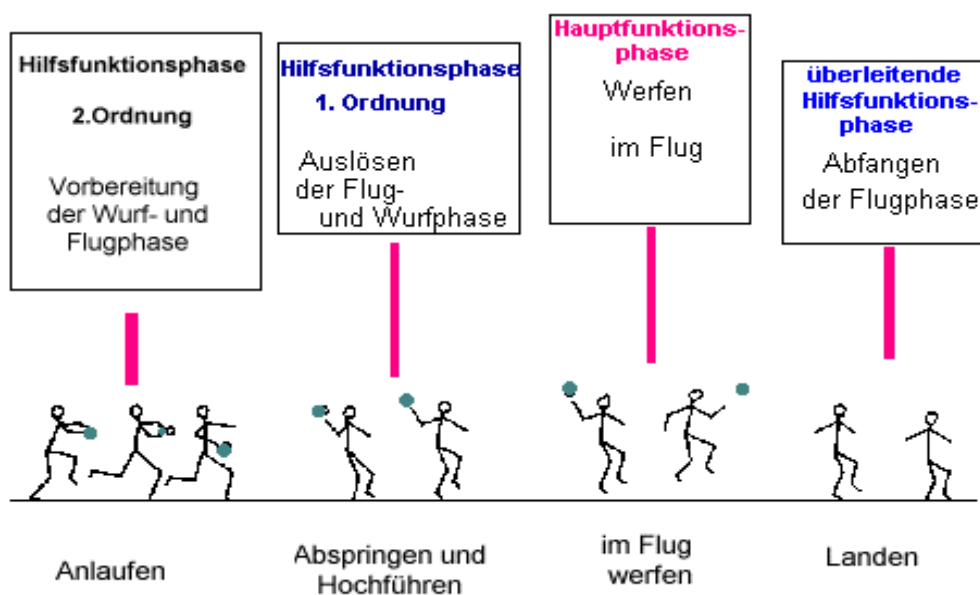 Hilfsfunktionsphase
2.Ordnung
Vorbereitung
der Wurf- und
Flugphase
Hilfsfunktionsphase
1. Ordnung
Auslösen
der Flug-
und Wurfphase
Hauptfunktions-
phase
Werfen
im Flug
überleitende
Hilfsfunktions-
phase
Abfangen
der Flugphase
Anlaufen
Abspringen und
Hochführen
im Flug
werfen
Landen